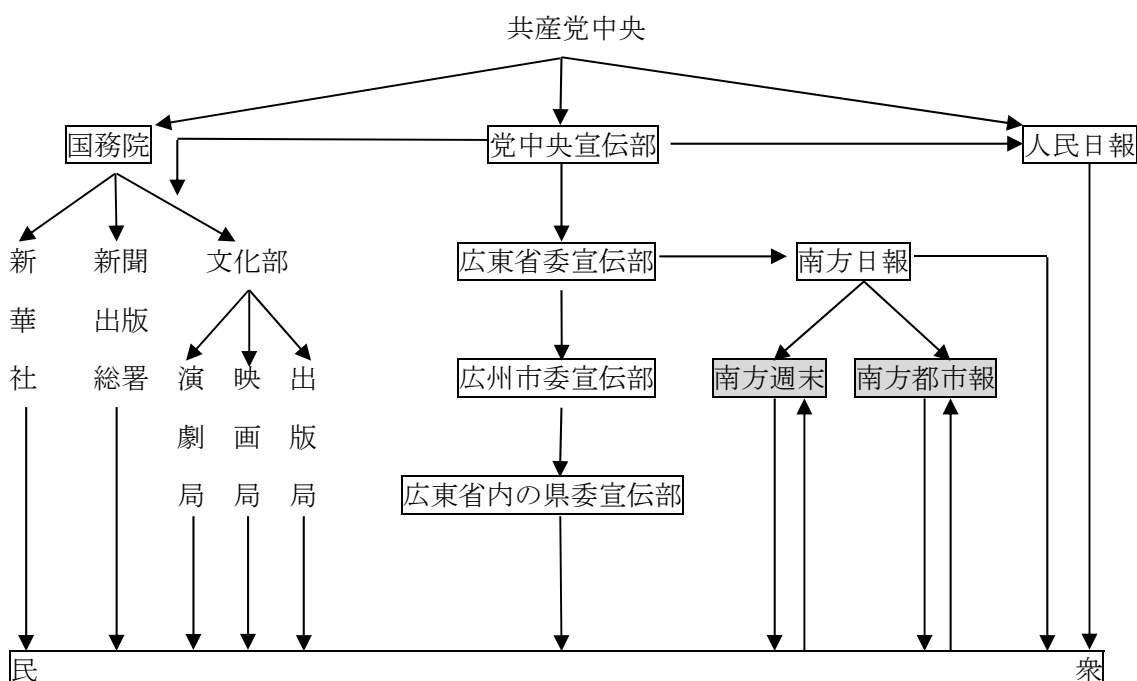 共産党中央
国務院
党中央宣伝部
人民日報
新華社
新聞出版総署
文化部
広東省委宣伝部
南方日報
演劇局
映画局
出版局
広州市委宣伝部
南方週末
南方都市報
広東省内の県委宣伝部
民衆